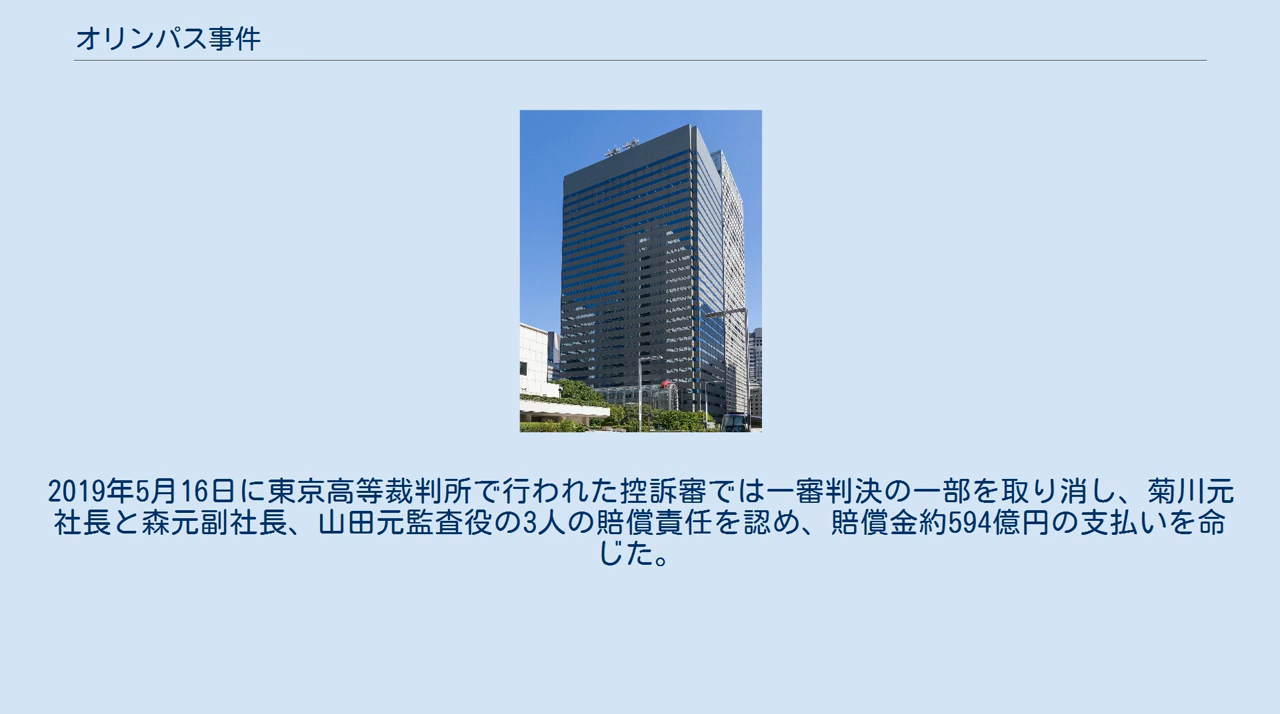 オリンパス事件
2019年5月16日に東京高等裁判所で行われた控訴審では一審判決の一部を取り消し、菊川元
社長と森元副社長、山田元監査役の3人の賠償責任を認め、賠償金約594億円の支払いを命
じた。